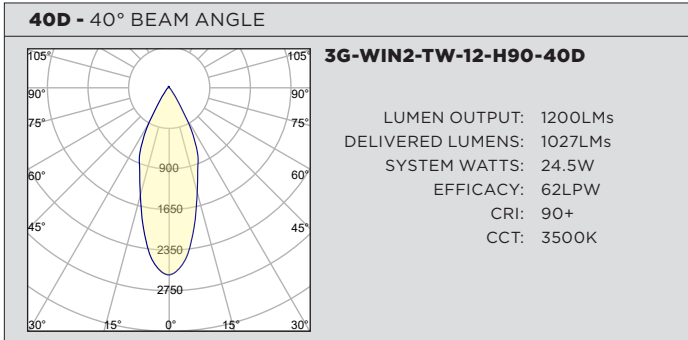 40D - 40° BEAM ANGLE
3G-WIN2-TW-12-H90-40D
LUMEN OUTPUT: 1200LMs
DELIVERED LUMENS: 1027LMs
SYSTEM WATTS: 24.5W
EFFICACY: 62LPW
CRI: 90+
CCT: 3500K
105° 105°
90° 90°
75° 75°
60° 60°
45° 45°
900
1650
2350
2750
30° 15° 0° 15° 30°